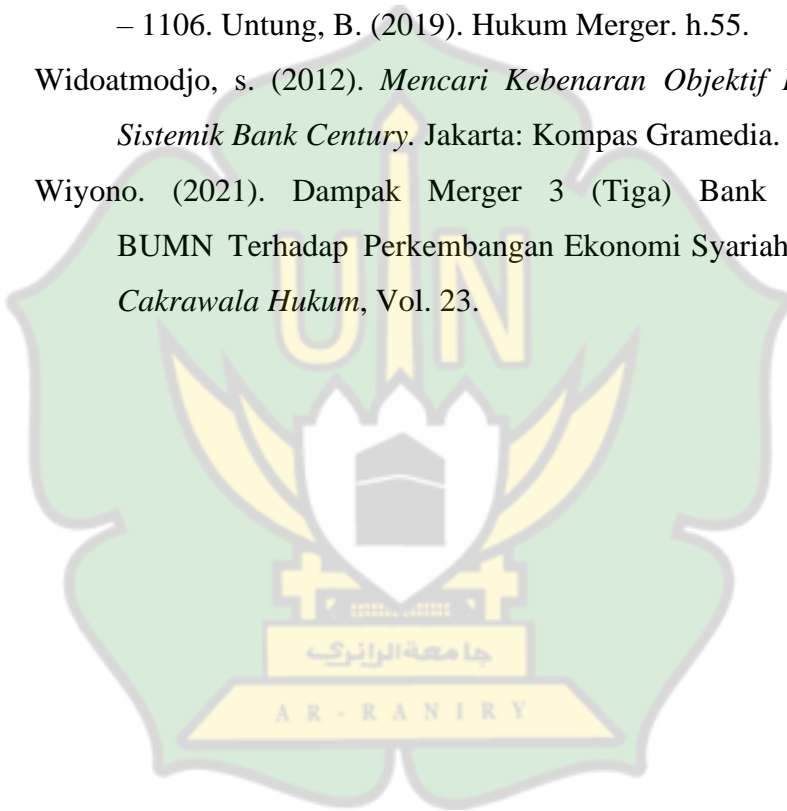 – 1106. Untung, B. (2019). Hukum Merger. h.55.
Widoatmodjo, s. (2012). Mencari Kebenaran Objektif
Sistemik Bank Century. Jakarta: Kompas Gramedia.
Wiyono. (2021). Dampak Merger 3 (Tiga) Bank
BUMN Terhadap Perkembangan Ekonomi Syariah
Cakrawala Hukum, Vol. 23.
UIN
جامعة الرانري
AR-RANIRY